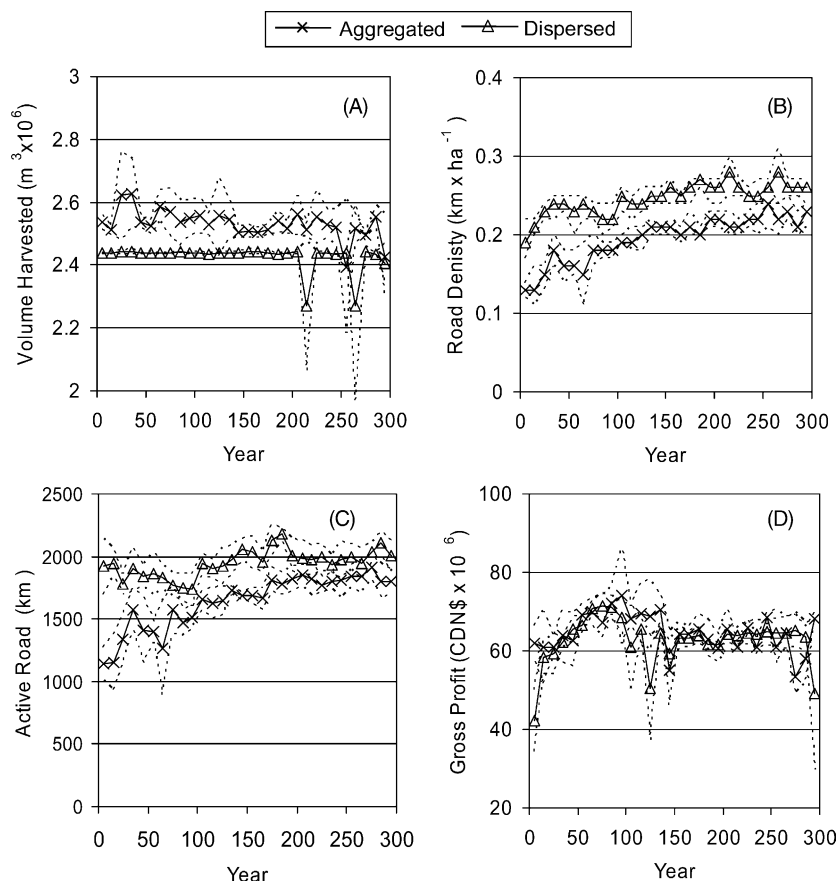 Aggregated Dispersed
(A)
Volume Harvested (m³x10⁶)
3
2.8
2.6
2.4
2.2
2
0 50 100 150 200 250 300
Year
(B)
Road Denisty (km x ha⁻¹)
0.4
0.3
0.2
0.1
0
0 50 100 150 200 250 300
Year
(C)
Active Road (km)
2500
2000
1500
1000
500
0
0 50 100 150 200 250 300
Year
(D)
Gross Profit (CDN$ x 10⁶)
100
80
60
40
20
0 50 100 150 200 250 300
Year